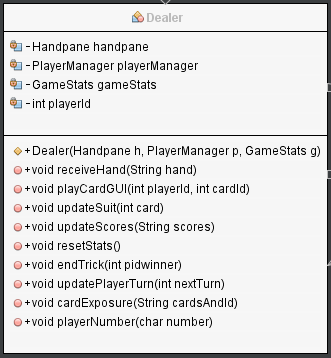 Dealer
- Handpane handpane
- PlayerManager playerManager
- GameStats gameStats
- int playerId
+ Dealer(Handpane h, PlayerManager p, GameStats g)
+ void receiveHand(String hand)
+ void playCardGUI(int playerId, int cardId)
+ void updateSuit(int card)
+ void updateScores(String scores)
+ void resetStats()
+ void endTrick(int pidwinner)
+ void updatePlayerTurn(int nextTurn)
+ void cardExposure(String cardsAndId)
+ void playerNumber(char number)